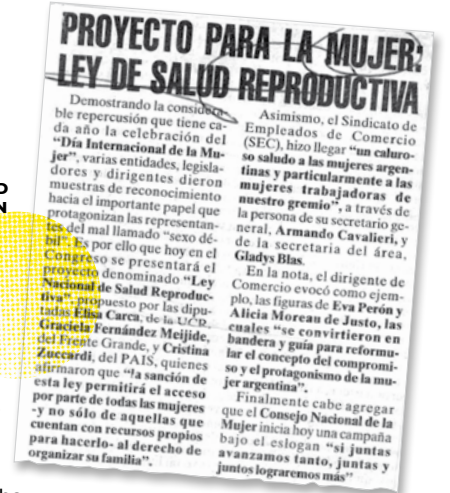 PROYECTO PARA LA MUJER:
LEY DE SALUD REPRODUCTIVA
Demostrando la considera-
ble repercusión que tiene ca-
da año la celebración del
“Día Internacional de la Mu-
jer”, varias entidades, legisla-
dores y dirigentes dieron
muestras de reconocimiento
hacia el importante papel que
protagonizan las representan-
tes del mal llamado “sexo dé-
bil”. Es por ello que hoy en el
Congreso se presentará el
proyecto denominado “Ley
Nacional de Salud Reproduc-
tiva”, propuesto por las dipu-
tadas Elisa Carca, de la UCR,
Graciela Fernández Meijide,
del Frente Grande, y Cristina
Zuccardi, del PAIS, quienes
afirmaron que “la sanción de
esta ley permitirá el acceso
por parte de todas las mujeres
-y no sólo de aquellas que
cuentan con recursos propios
para hacerlo- al derecho de
organizar su familia”.
Asimismo, el Sindicato de
Empleados de Comercio
(SEC), hizo llegar “un caluro-
so saludo a las mujeres argen-
tinas y particularmente a las
mujeres trabajadoras de
nuestro gremio”, a través de
la persona de su secretario ge-
neral, Armando Cavalieri, y
de la secretaria del área,
Gladys Blas.
En la nota, el dirigente de
Comercio evocó como ejem-
plo, las figuras de Eva Perón y
Alicia Moreau de Justo, las
cuales “se convirtieron en
bandera y guía para reformu-
lar el concepto del compromi-
so y el protagonismo de la mu-
jer argentina”.
Finalmente cabe agregar
que el Consejo Nacional de la
Mujer inicia hoy una campaña
bajo el eslogan “si juntas
avanzamos tanto, juntas y
juntos lograremos más”